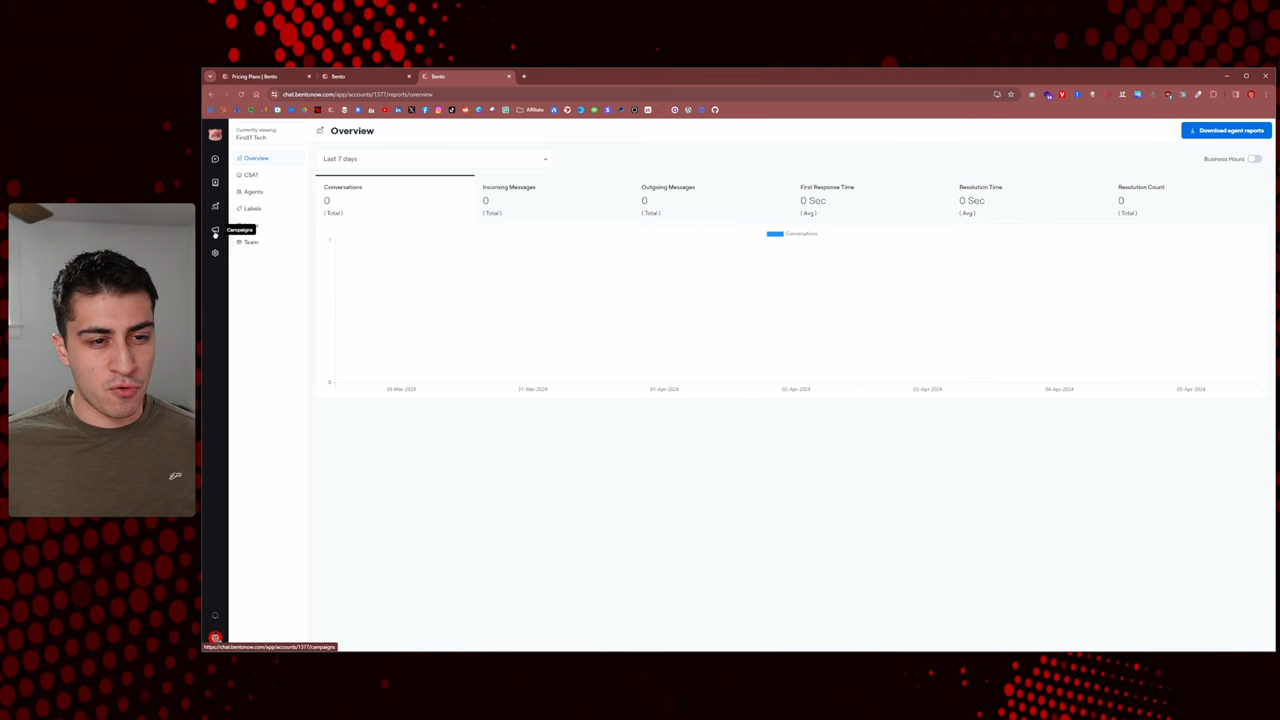 Pricing Plans | Bento
Bento
Bento
chat.bentonow.com/app/accounts/1377/reports/overview
Affiliate
Currently viewing:
FindIT Tech
Overview
Download agent reports
Overview
CSAT
Agents
Labels
Campaigns
Team
Last 7 days
Business Hours
Conversations
0
( Total )
Incoming Messages
0
( Total )
Outgoing Messages
0
( Total )
First Response Time
0 Sec
( Avg )
Resolution Time
0 Sec
( Avg )
Resolution Count
0
( Total )
Conversations
1
0
30-Mar-2024 31-Mar-2024 01-Apr-2024 02-Apr-2024 03-Apr-2024 04-Apr-2024 05-Apr-2024
https://chat.bentonow.com/app/accounts/1377/campaigns